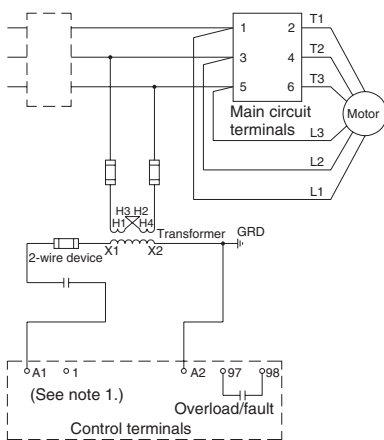 1 2 T1
3 4 T2
5 6 T3
Motor
Main circuit
terminals
L3
L2
L1
H3 H2
H1 H4
Transformer
GRD
X1 X2
2-wire device
A1 1 A2 97 98
(See note 1.)
Overload/fault
Control terminals